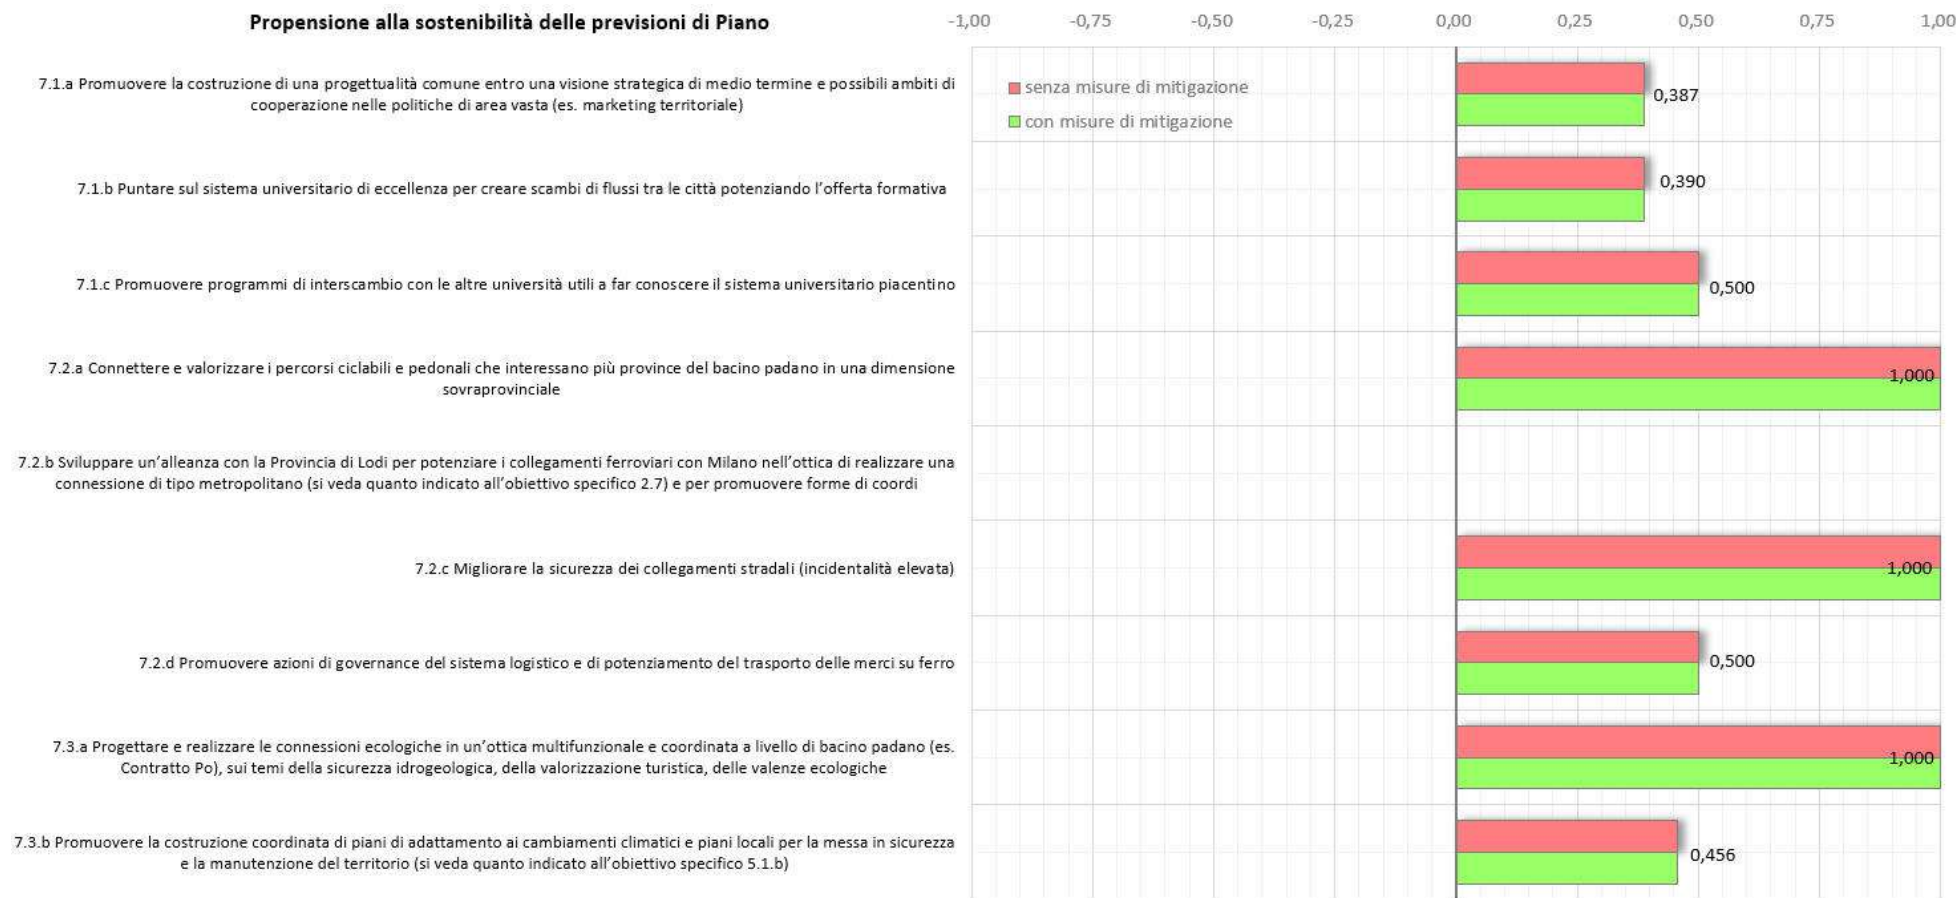 Propensione alla sostenibilità delle previsioni di Piano
-1,00 -0,75 -0,50 -0,25 0,00 0,25 0,50 0,75 1,00
senza misure di mitigazione
con misure di mitigazione
7.1.a Promuovere la costruzione di una progettualità comune entro una visione strategica di medio termine e possibili ambiti di
cooperazione nelle politiche di area vasta (es. marketing territoriale)
0,387
7.1.b Puntare sul sistema universitario di eccellenza per creare scambi di flussi tra le città potenziando l'offerta formativa
0,390
7.1.c Promuovere programmi di interscambio con le altre università utili a far conoscere il sistema universitario piacentino
0,500
7.2.a Connettere e valorizzare i percorsi ciclabili e pedonali che interessano più province del bacino padano in una dimensione
sovraprovinciale
1,000
7.2.b Sviluppare un'alleanza con la Provincia di Lodi per potenziare i collegamenti ferroviari con Milano nell'ottica di realizzare una
connessione di tipo metropolitano (si veda quanto indicato all'obiettivo specifico 2.7) e per promuovere forme di coordi
7.2.c Migliorare la sicurezza dei collegamenti stradali (incidentalità elevata)
1,000
7.2.d Promuovere azioni di governance del sistema logistico e di potenziamento del trasporto delle merci su ferro
0,500
7.3.a Progettare e realizzare le connessioni ecologiche in un'ottica multifunzionale e coordinata a livello di bacino padano (es.
Contratto Po), sui temi della sicurezza idrogeologica, della valorizzazione turistica, delle valenze ecologiche
1,000
7.3.b Promuovere la costruzione coordinata di piani di adattamento ai cambiamenti climatici e piani locali per la messa in sicurezza
e la manutenzione del territorio (si veda quanto indicato all'obiettivo specifico 5.1.b)
0,456